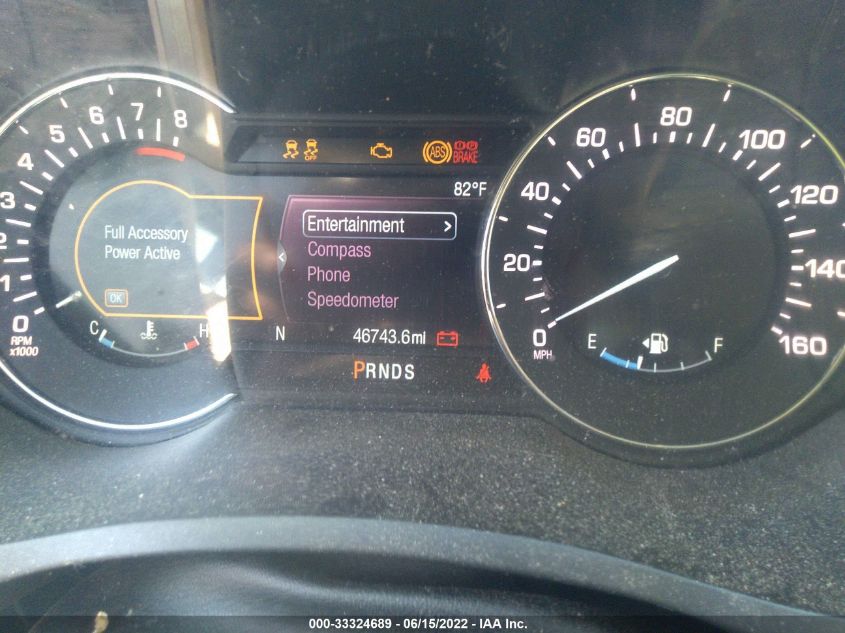 0 1 2 3 4 5 6 7 8
RPM
x1000
Full Accessory
Power Active
OK
C H
OFF
ABS
BRAKE
82°F
Entertainment >
Compass
Phone
Speedometer
<
N
46743.6mi
PRNDS
0 20 40 60 80 100 120 140 160
MPH
E F
000-33324689 - 06/15/2022 - IAA Inc.